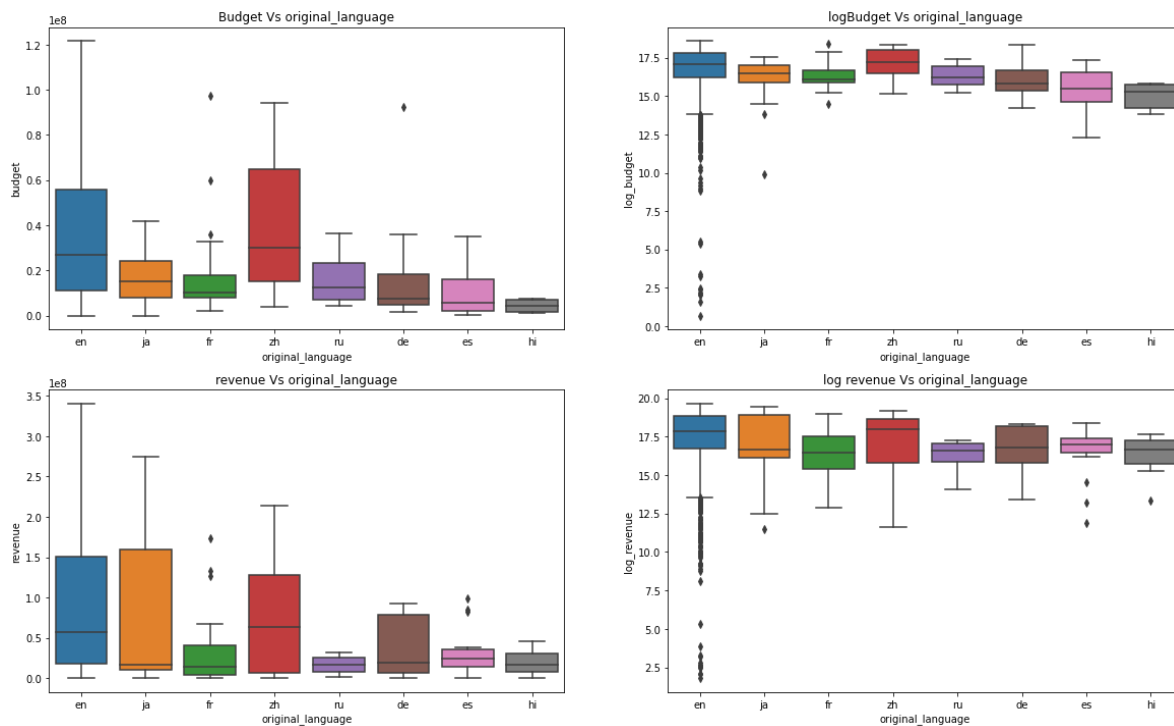 Budget Vs original_language
1e8
1.2
1.0
0.8
0.6
0.4
0.2
0.0
budget
en ja fr zh ru de es hi
original_language
logBudget Vs original_language
17.5
15.0
12.5
10.0
7.5
5.0
2.5
0.0
log_budget
en ja fr zh ru de es hi
original_language
revenue Vs original_language
1e8
3.5
3.0
2.5
2.0
1.5
1.0
0.5
0.0
revenue
en ja fr zh ru de es hi
original_language
log revenue Vs original_language
20.0
17.5
15.0
12.5
10.0
7.5
5.0
2.5
log_revenue
en ja fr zh ru de es hi
original_language